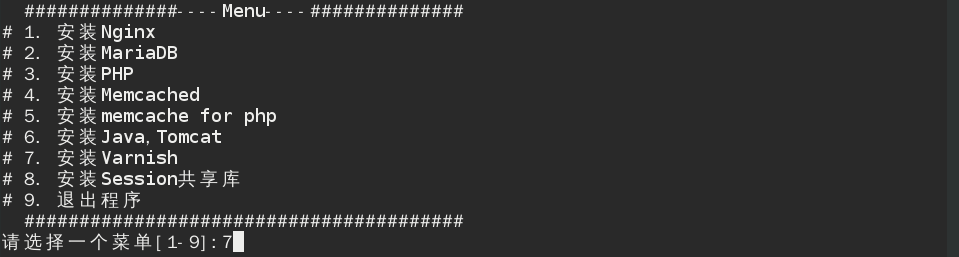 ##############----Menu----##############
# 1. 安装Nginx
# 2. 安装MariaDB
# 3. 安装PHP
# 4. 安装Memcached
# 5. 安装memcache for php
# 6. 安装Java,Tomcat
# 7. 安装Varnish
# 8. 安装Session共享库
# 9. 退出程序
########################################
请选择一个菜单[1-9]:7